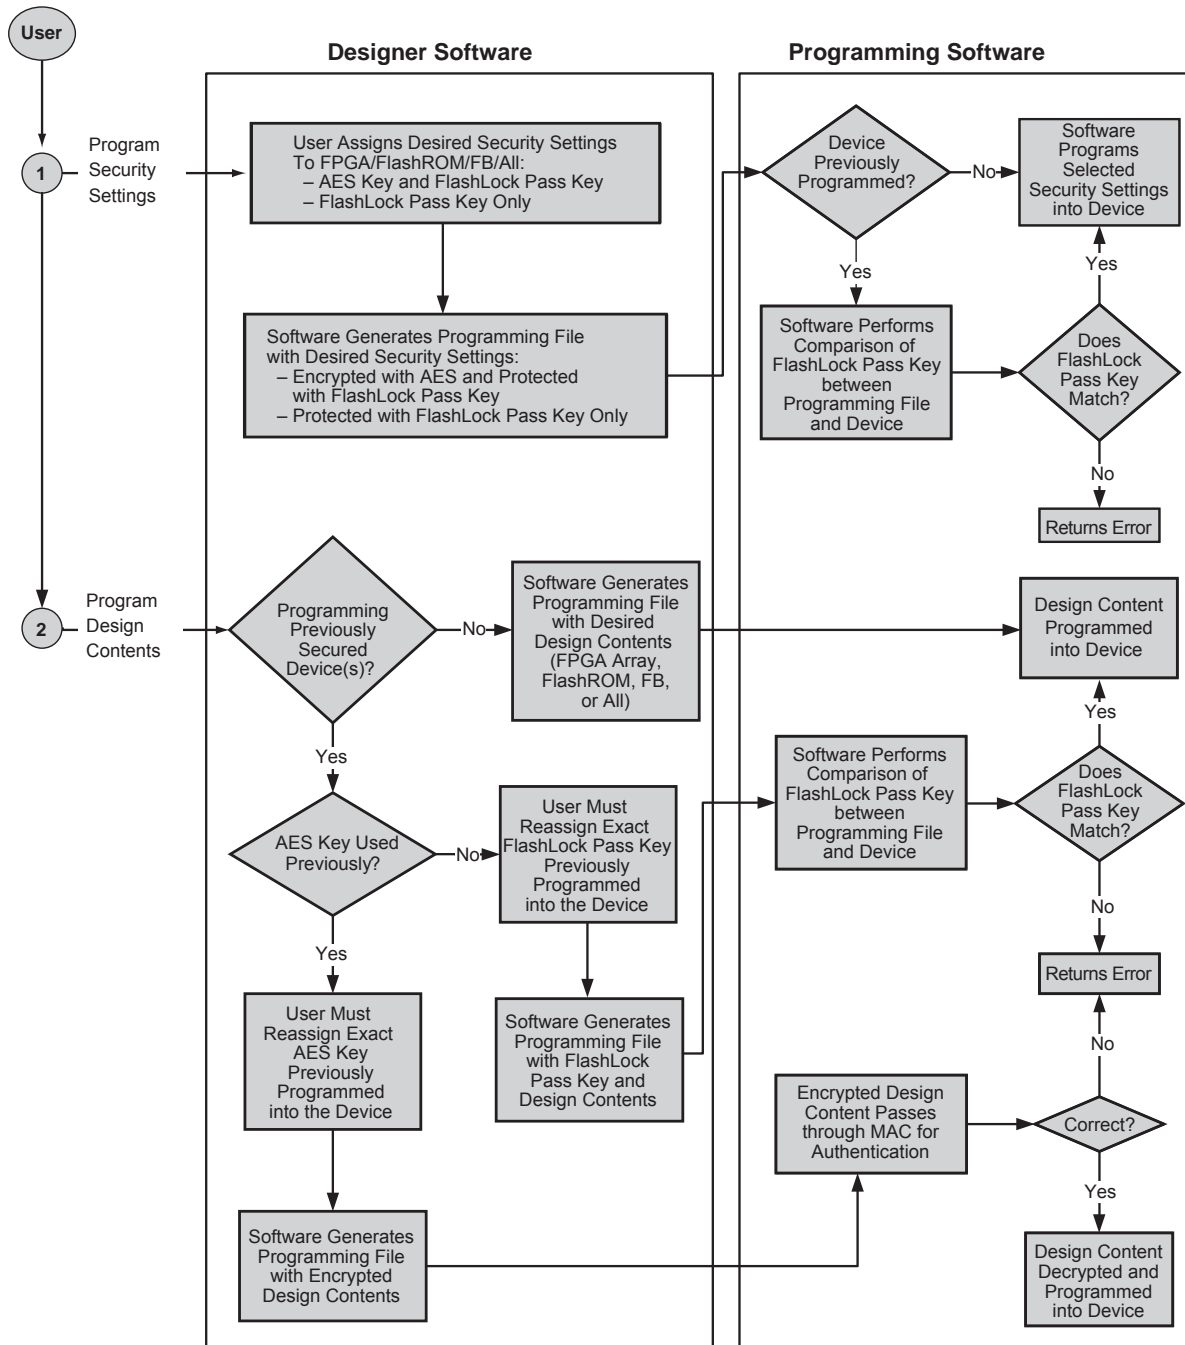 User
Designer Software
Programming Software
1
Program
Security
Settings
User Assigns Desired Security Settings
To FPGA/FlashROM/FB/All:
– AES Key and FlashLock Pass Key
– FlashLock Pass Key Only
Device
Previously
Programmed?
No
Software
Programs
Selected
Security Settings
into Device
Yes
Yes
Software Generates Programming File
with Desired Security Settings:
– Encrypted with AES and Protected
with FlashLock Pass Key
– Protected with FlashLock Pass Key Only
Software Performs
Comparison of
FlashLock Pass Key
between
Programming File
and Device
Does
FlashLock
Pass Key
Match?
No
Returns Error
2
Program
Design
Contents
Programming
Previously
Secured
Device(s)?
No
Software Generates
Programming File
with Desired
Design Contents
(FPGA Array,
FlashROM, FB,
or All)
Design Content
Programmed
into Device
Yes
Yes
AES Key Used
Previously?
No
User Must
Reassign Exact
FlashLock Pass Key
Previously
Programmed
into the Device
Software Performs
Comparison of
FlashLock Pass Key
between
Programming File
and Device
Does
FlashLock
Pass Key
Match?
No
Returns Error
Yes
User Must
Reassign Exact
AES Key
Previously
Programmed
into the Device
Software Generates
Programming File
with FlashLock
Pass Key and
Design Contents
No
Encrypted Design
Content Passes
through MAC for
Authentication
Correct?
Yes
Software Generates
Programming File
with Encrypted
Design Contents
Design Content
Decrypted and
Programmed
into Device